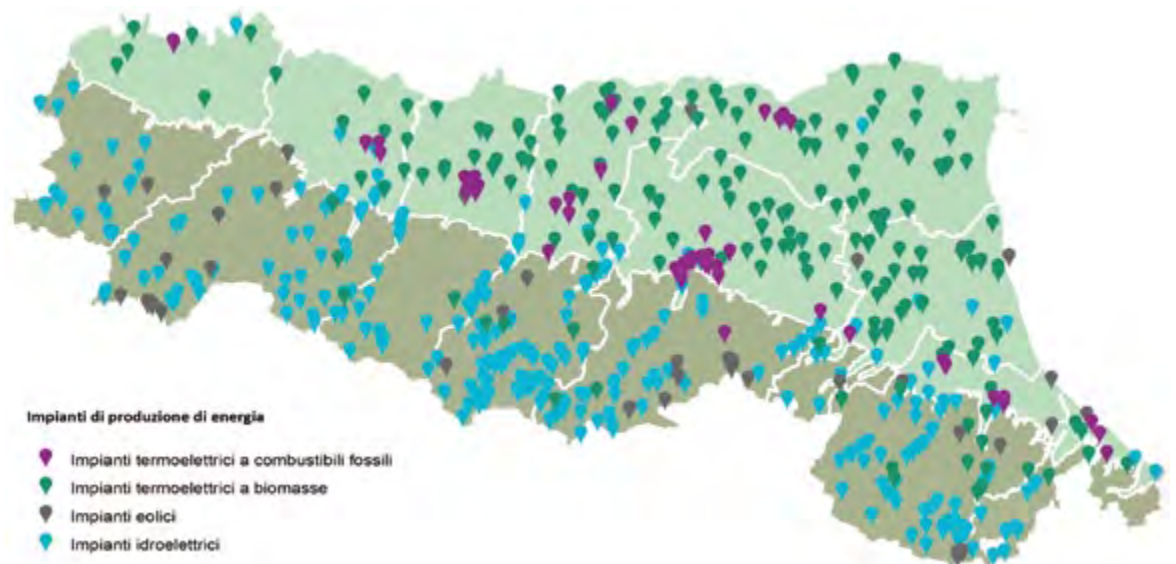 Impianti di produzione di energia
Impianti termoelettrici a combustibili fossili
Impianti termoelettrici a biomasse
Impianti eolici
Impianti idroelettrici